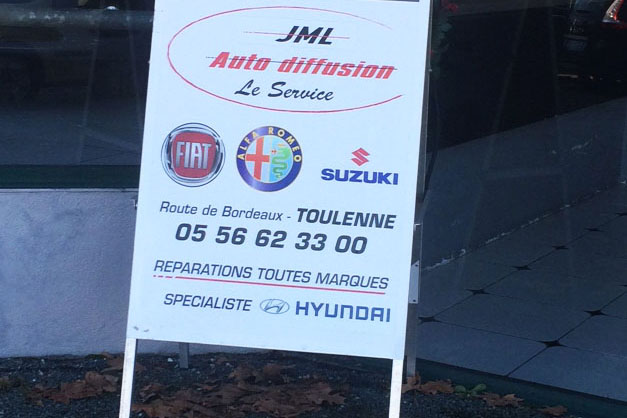 JML
Auto diffusion
Le Service
FIAT
ALFA ROMEO
SUZUKI
Route de Bordeaux - TOULENNE
05 56 62 33 00
REPARATIONS TOUTES MARQUES
SPECIALISTE HYUNDAI